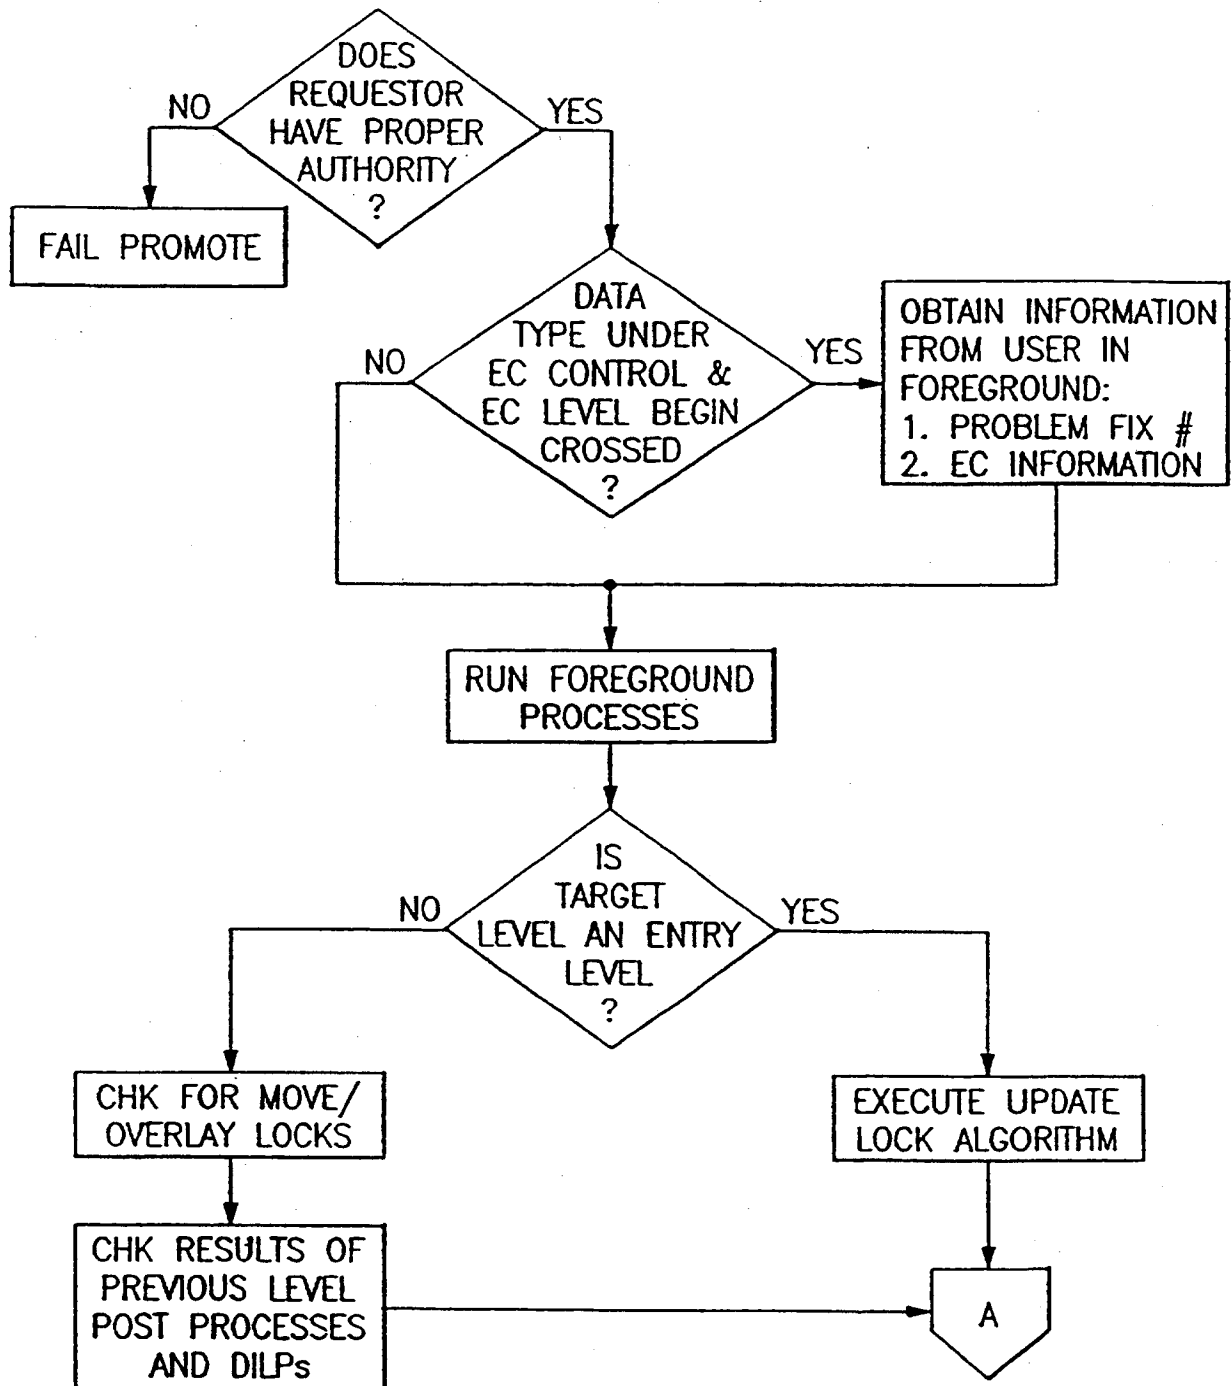 DOES
REQUESTOR
HAVE PROPER
AUTHORITY
?
NO
YES
FAIL PROMOTE
DATA
TYPE UNDER
EC CONTROL &
EC LEVEL BEGIN
CROSSED
?
NO
YES
OBTAIN INFORMATION
FROM USER IN
FOREGROUND:
1. PROBLEM FIX #
2. EC INFORMATION
RUN FOREGROUND
PROCESSES
IS
TARGET
LEVEL AN ENTRY
LEVEL
?
NO
YES
CHK FOR MOVE/
OVERLAY LOCKS
EXECUTE UPDATE
LOCK ALGORITHM
CHK RESULTS OF
PREVIOUS LEVEL
POST PROCESSES
AND DILPs
A